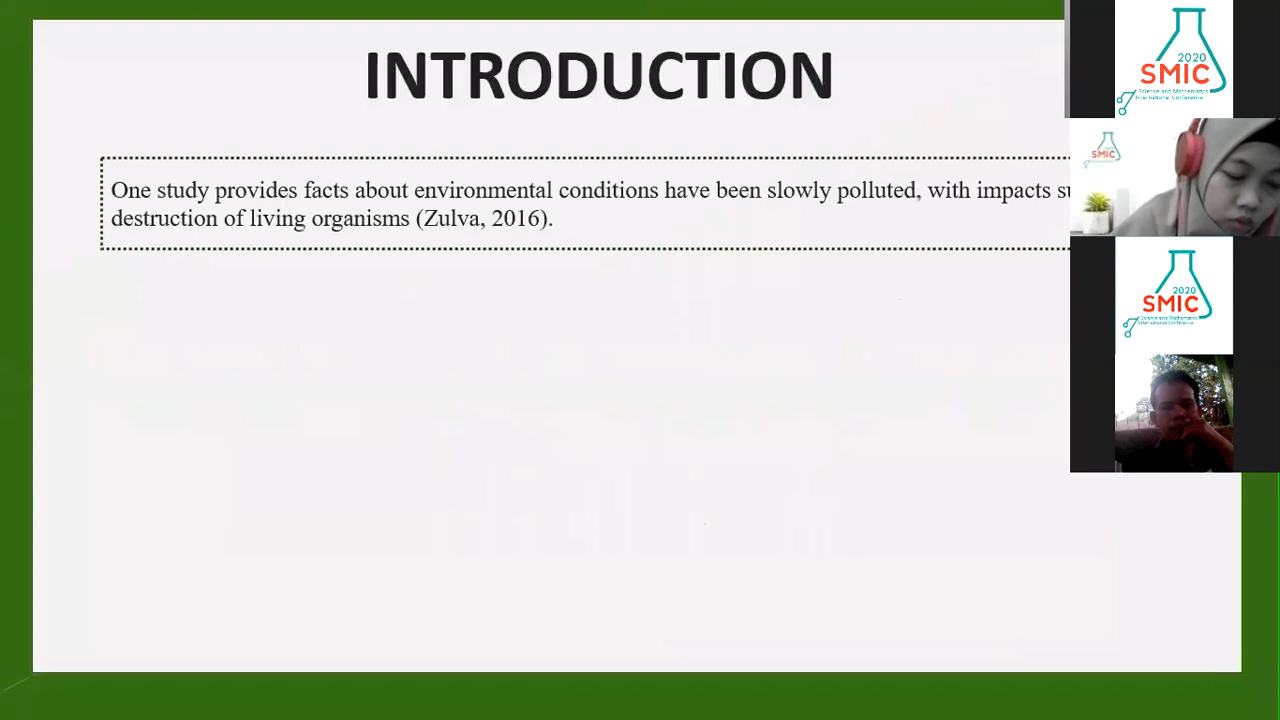 INTRODUCTION
One study provides facts about environmental conditions have been slowly polluted, with impacts
destruction of living organisms (Zulva, 2016).
2020
SMIC
Science and Mathematics
International Conference
SMIC
2020
SMIC
Science and Mathematics
International Conference